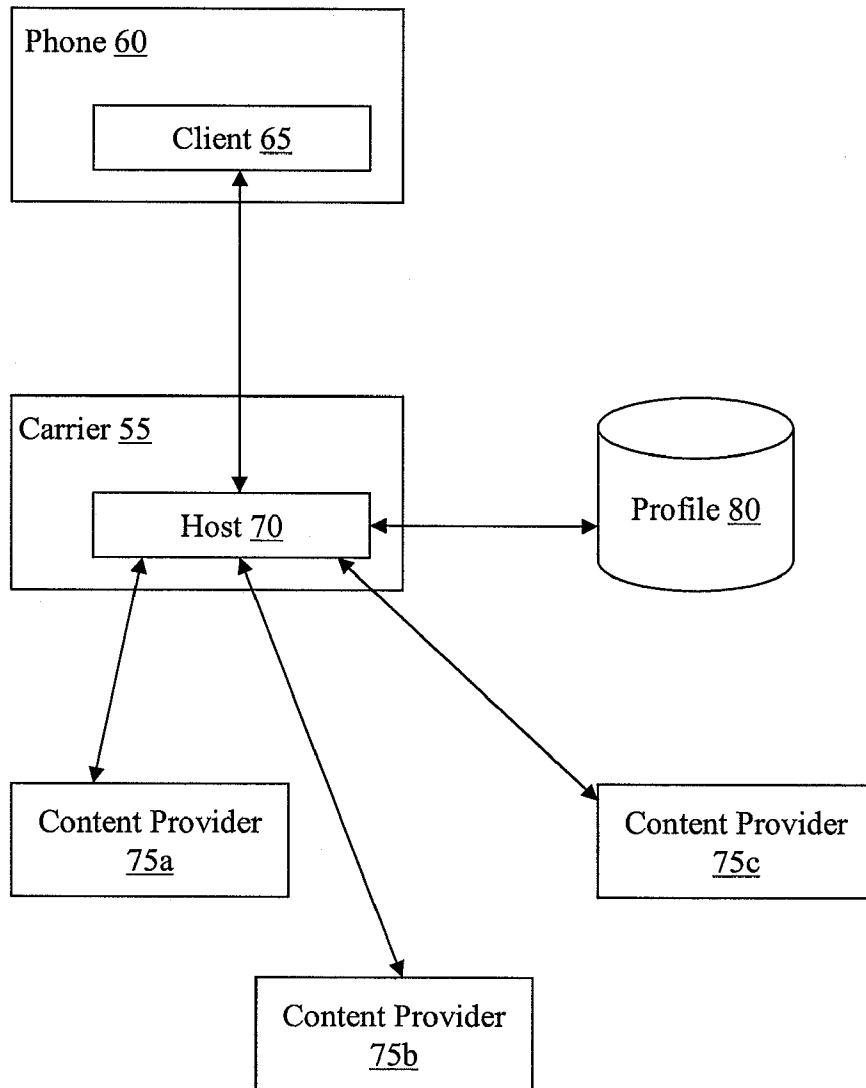 Phone 60
Client 65
Carrier 55
Host 70
Profile 80
Content Provider
75a
Content Provider
75c
Content Provider
75b